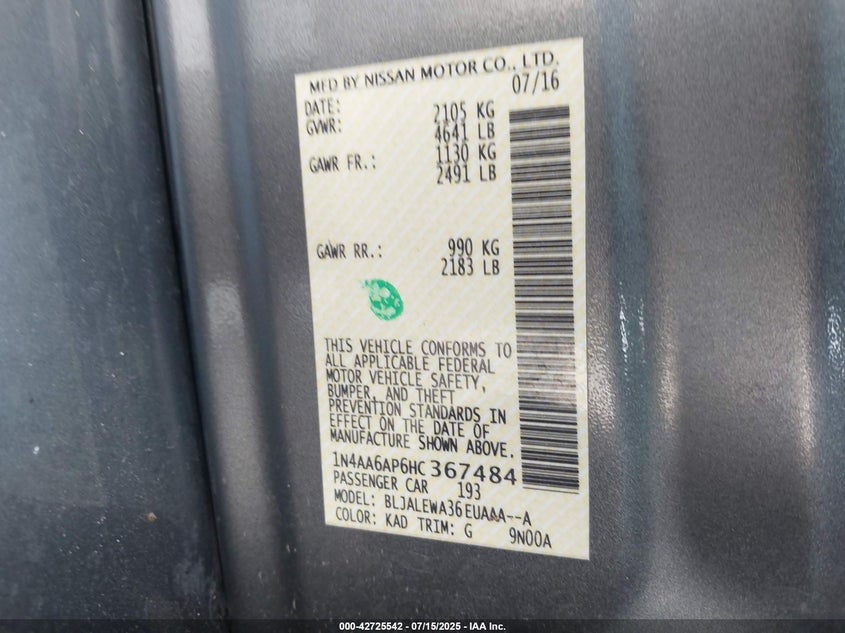 MFD BY NISSAN MOTOR CO., LTD.
DATE: 07/16
GVWR: 2105 KG
4641 LB
GAWR FR.: 1130 KG
2491 LB
GAWR RR.: 990 KG
2183 LB
THIS VEHICLE CONFORMS TO
ALL APPLICABLE FEDERAL
MOTOR VEHICLE SAFETY,
BUMPER, AND THEFT
PREVENTION STANDARDS IN
EFFECT ON THE DATE OF
MANUFACTURE SHOWN ABOVE.
1N4AA6AP6HC367484
PASSENGER CAR 193
MODEL: BLJALEWA36EUAAA--A
COLOR: KAD TRIM: G 9N00A
000-42725542 - 07/15/2025 - IAA Inc.